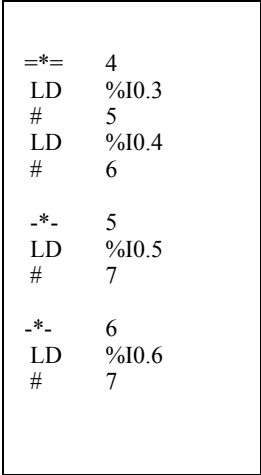 =*= 4
LD %I0.3
# 5
LD %I0.4
# 6
-*- 5
LD %I0.5
# 7
-*- 6
LD %I0.6
# 7